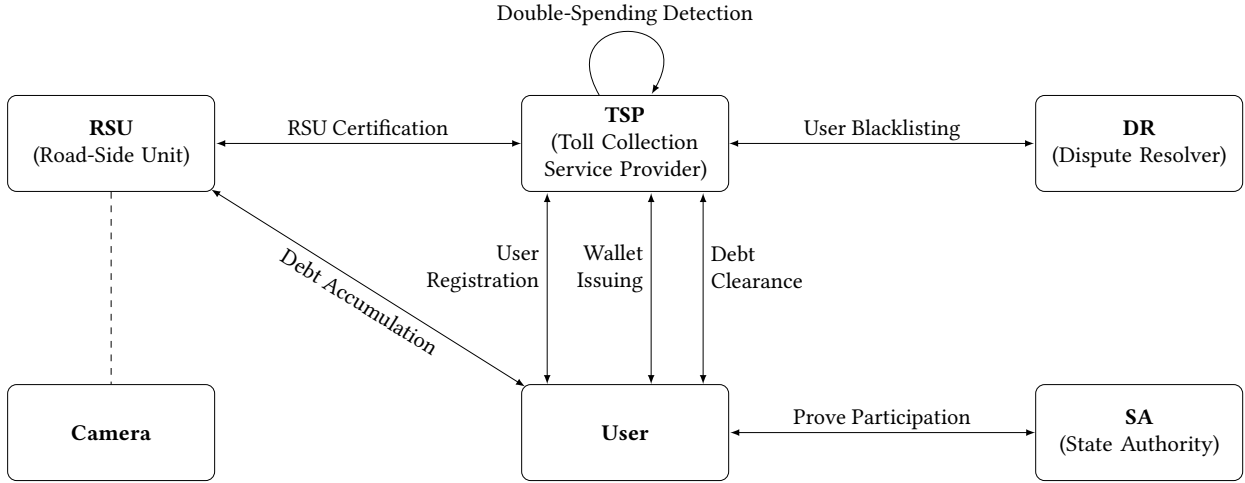 Double-Spending Detection
RSU
(Road-Side Unit)
RSU Certification
TSP
(Toll Collection
Service Provider)
User Blacklisting
DR
(Dispute Resolver)
Debt Accumulation
User
Registration
Wallet
Issuing
Debt
Clearance
Camera
User
Prove Participation
SA
(State Authority)